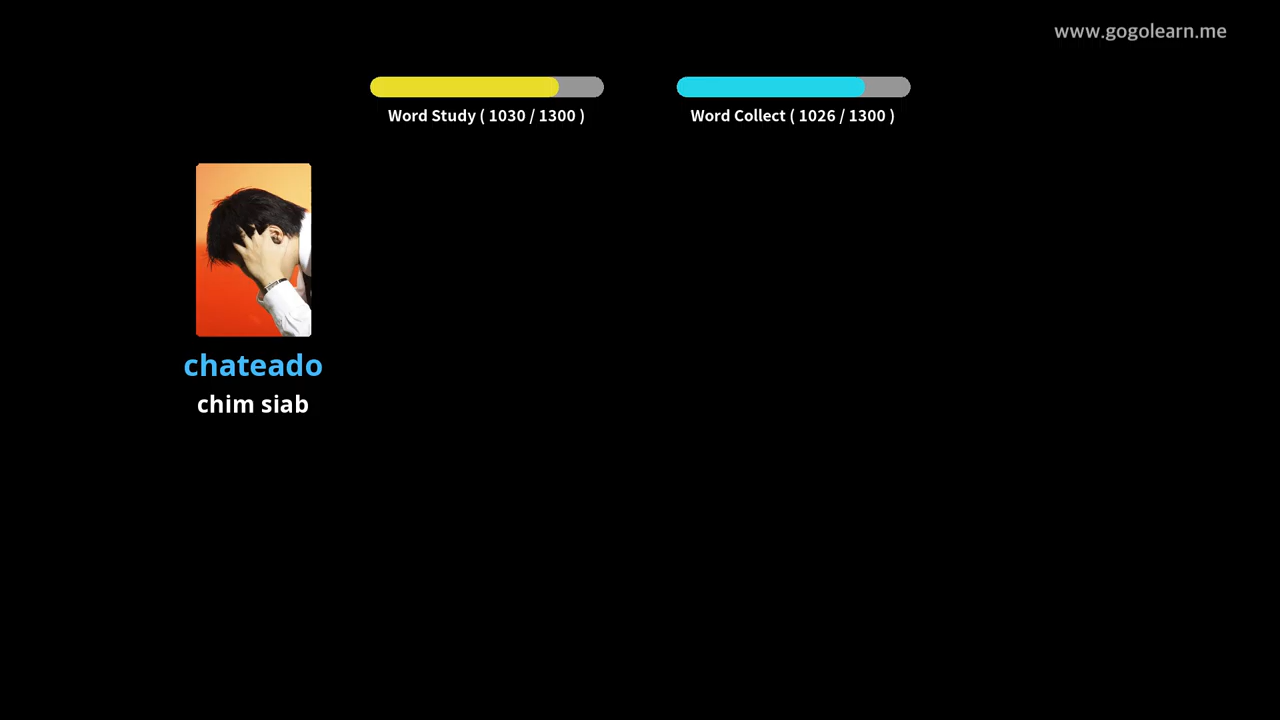 www.gogolearn.me
Word Study ( 1030 / 1300 )
Word Collect ( 1026 / 1300 )
chateado
chim siab